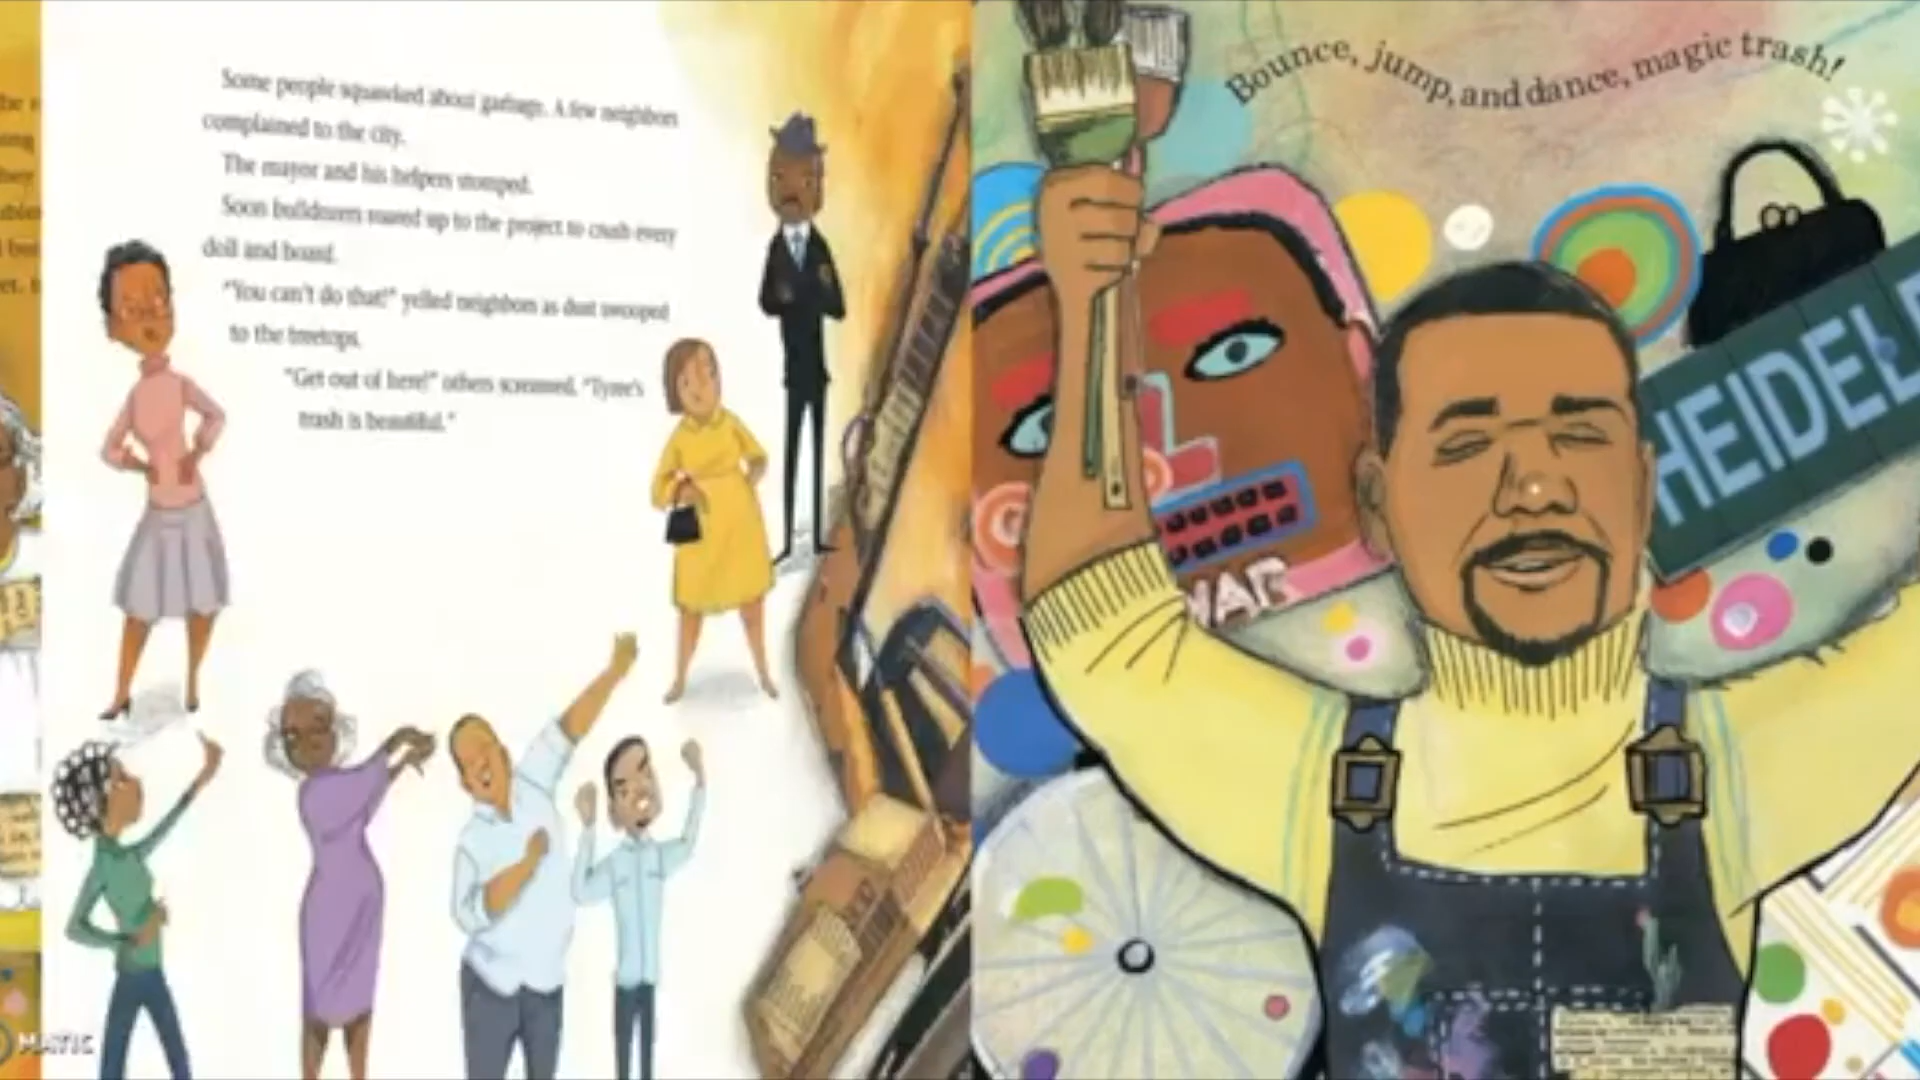 Some people squawked about garbage. A few neighbors
complained to the city.
The mayor and his helpers stomped.
Soon bulldozers roared up to the project to crush every
doll and board.
"You can't do that!" yelled neighbors as dust swooped
to the treetops.
"Get out of here!" others screamed. "Tyree's
trash is beautiful."
Bounce, jump, and dance, magic trash!
HEIDEL
WAR
MATIC